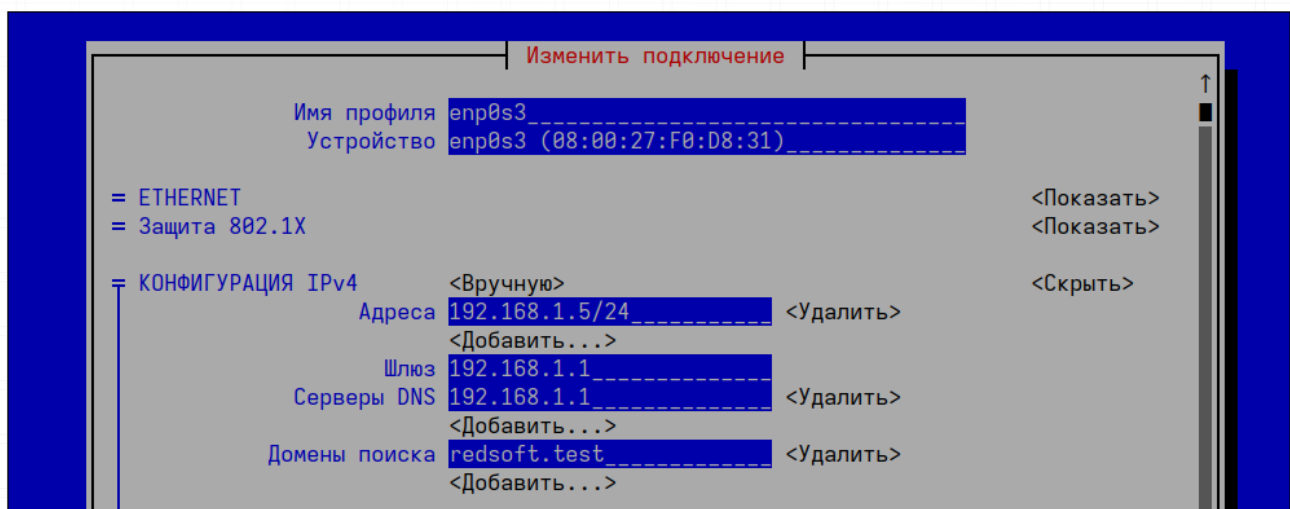 Изменить подключение
↑
Имя профиля enp0s3
Устройство enp0s3 (08:00:27:F0:D8:31)
= ETHERNET <Показать>
= Защита 802.1X <Показать>
= КОНФИГУРАЦИЯ IPv4 <Вручную> <Скрыть>
Адреса 192.168.1.5/24 <Удалить>
<Добавить...>
Шлюз 192.168.1.1
Серверы DNS 192.168.1.1 <Удалить>
<Добавить...>
Домены поиска redsoft.test <Удалить>
<Добавить...>